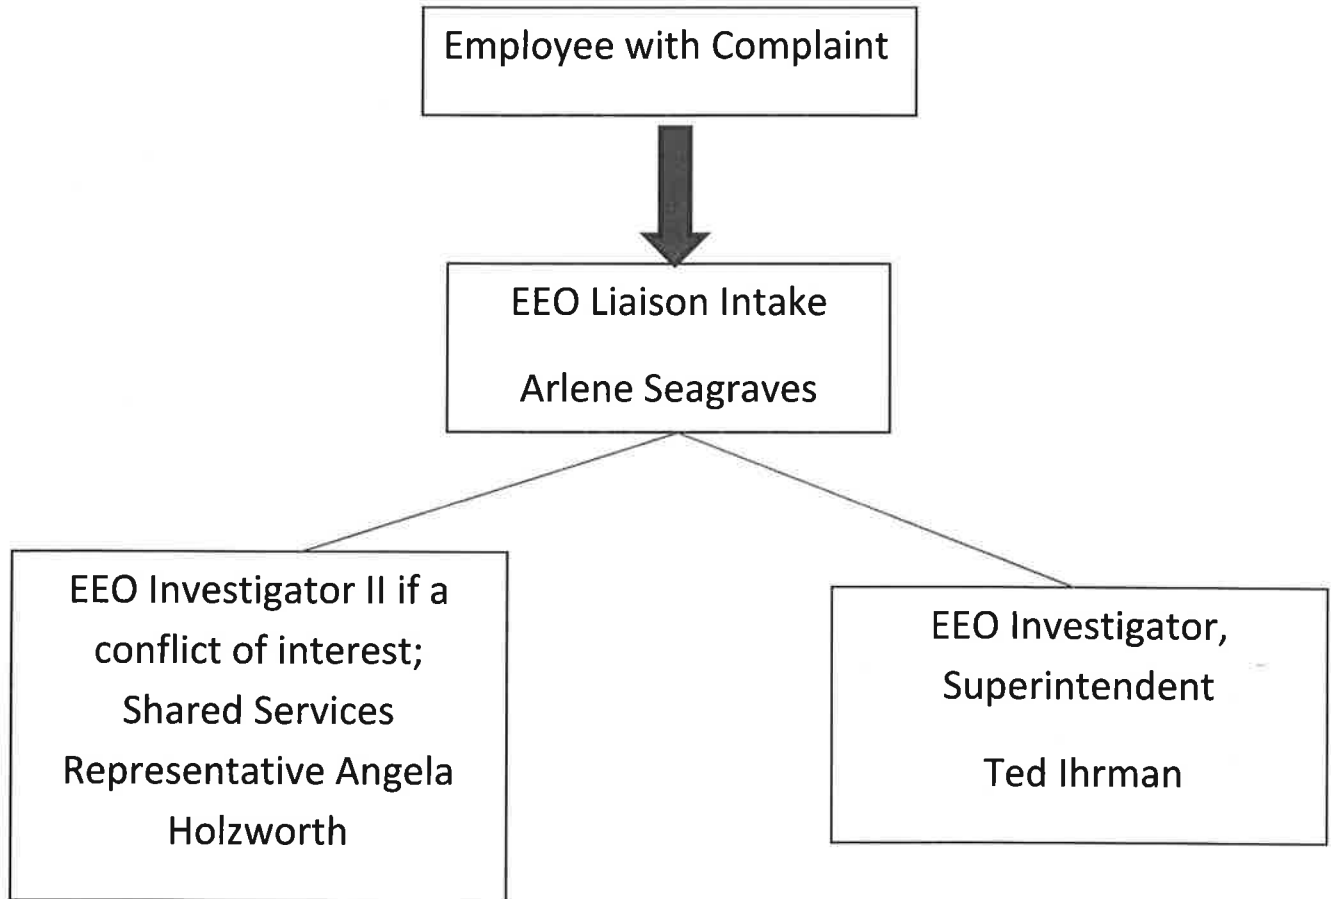 Employee with Complaint
EEO Liaison Intake
Arlene Seagraves
EEO Investigator II if a
conflict of interest;
Shared Services
Representative Angela
Holzworth
EEO Investigator,
Superintendent
Ted Ihrman